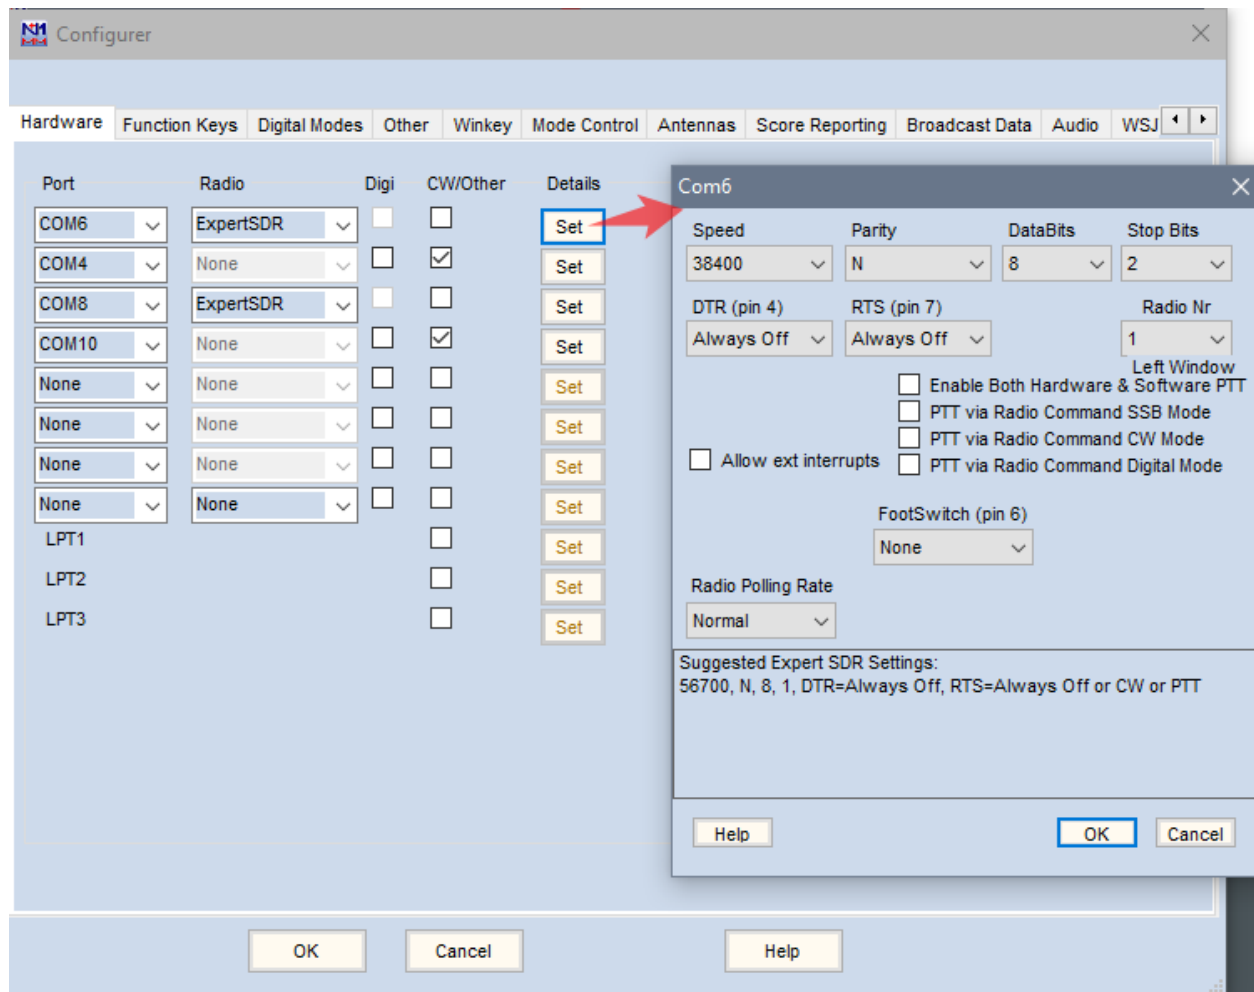 N1MM
Configurer
Hardware Function Keys Digital Modes Other Winkey Mode Control Antennas Score Reporting Broadcast Data Audio WSJ
Port Radio Digi CW/Other Details
COM6 ExpertSDR Set
COM4 None Set
COM8 ExpertSDR Set
COM10 None Set
None None Set
None None Set
None None Set
None None Set
LPT1 Set
LPT2 Set
LPT3 Set
OK Cancel Help
Com6
Speed Parity DataBits Stop Bits
38400 N 8 2
DTR (pin 4) RTS (pin 7) Radio Nr
Always Off Always Off 1
Left Window
Enable Both Hardware & Software PTT
PTT via Radio Command SSB Mode
PTT via Radio Command CW Mode
Allow ext interrupts PTT via Radio Command Digital Mode
FootSwitch (pin 6)
None
Radio Polling Rate
Normal
Suggested Expert SDR Settings:
56700, N, 8, 1, DTR=Always Off, RTS=Always Off or CW or PTT
Help OK Cancel